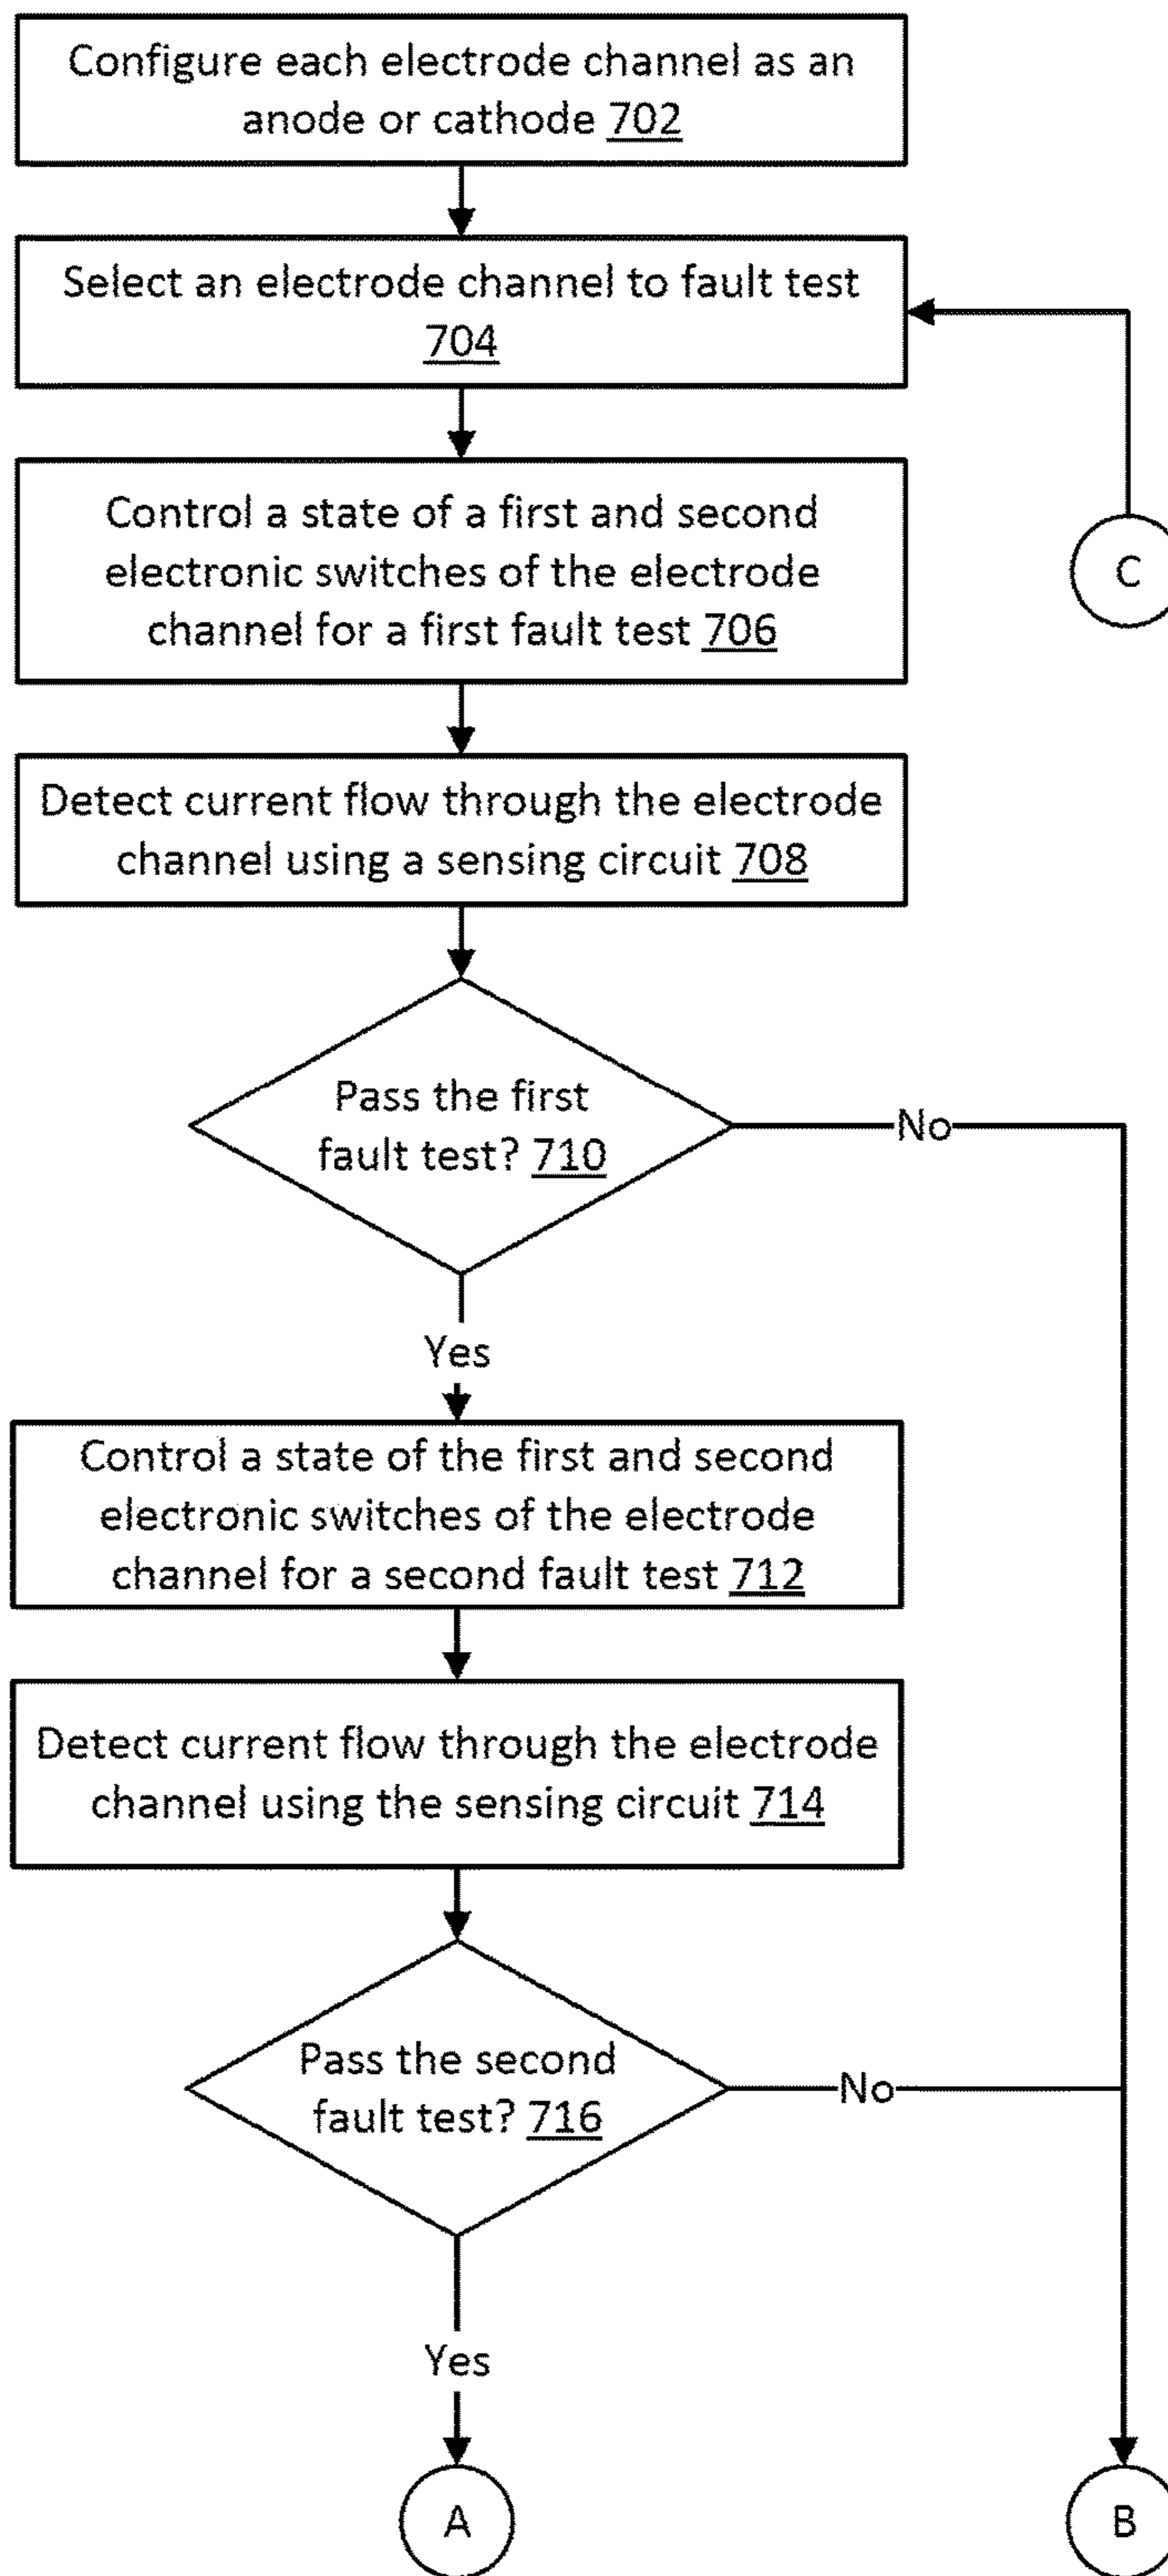 Configure each electrode channel as an
anode or cathode 702
Select an electrode channel to fault test
704
Control a state of a first and second
electronic switches of the electrode
channel for a first fault test 706
C
Detect current flow through the electrode
channel using a sensing circuit 708
Pass the first
fault test? 710
No
Yes
Control a state of the first and second
electronic switches of the electrode
channel for a second fault test 712
Detect current flow through the electrode
channel using the sensing circuit 714
Pass the second
fault test? 716
No
Yes
A
B